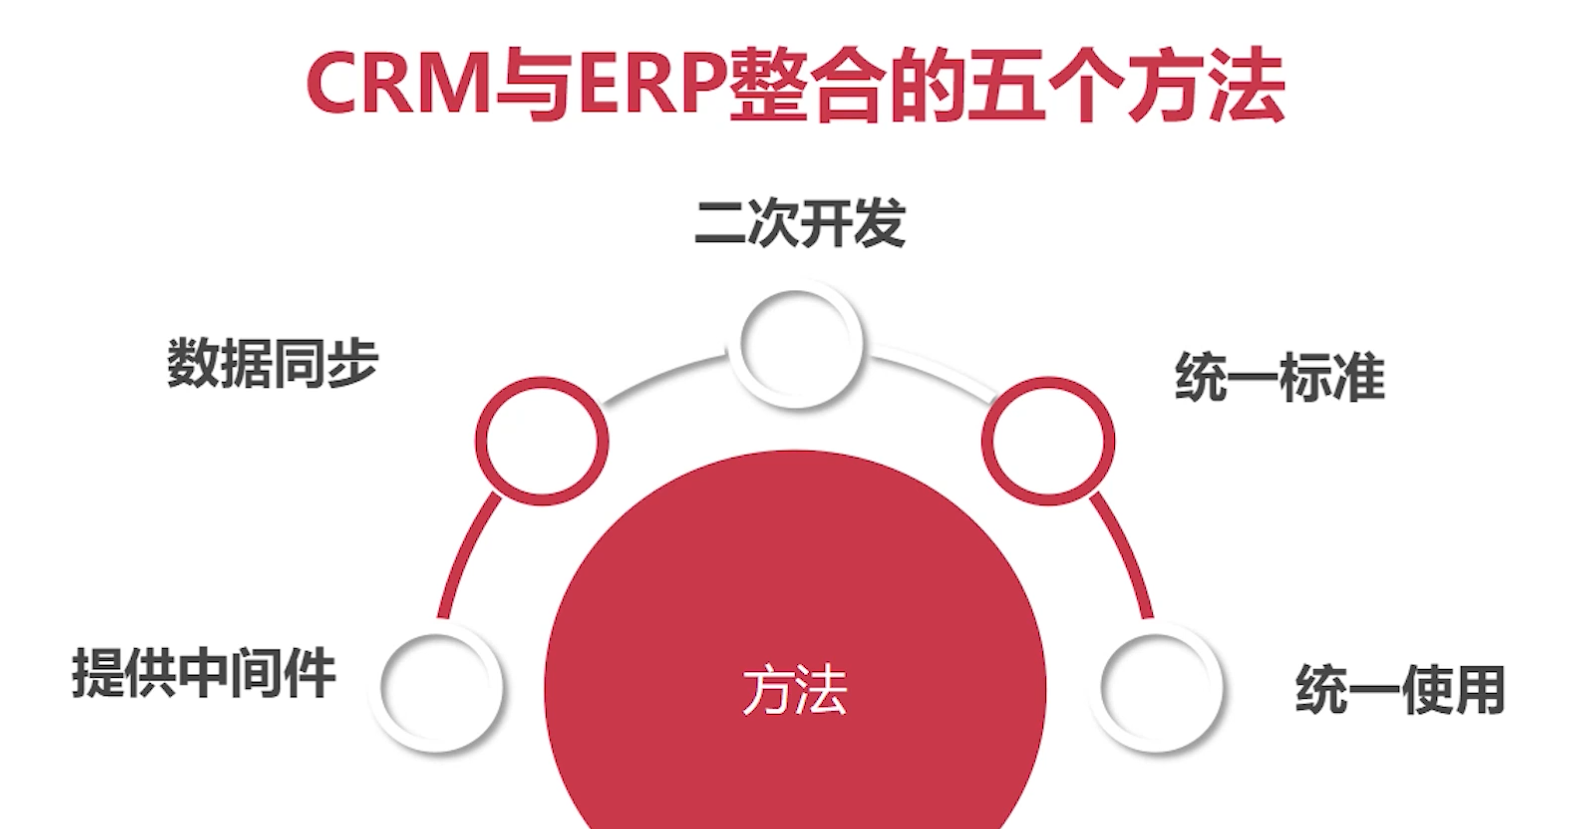 CRM与ERP整合的五个方法
二次开发
数据同步
统一标准
提供中间件
方法
统一使用